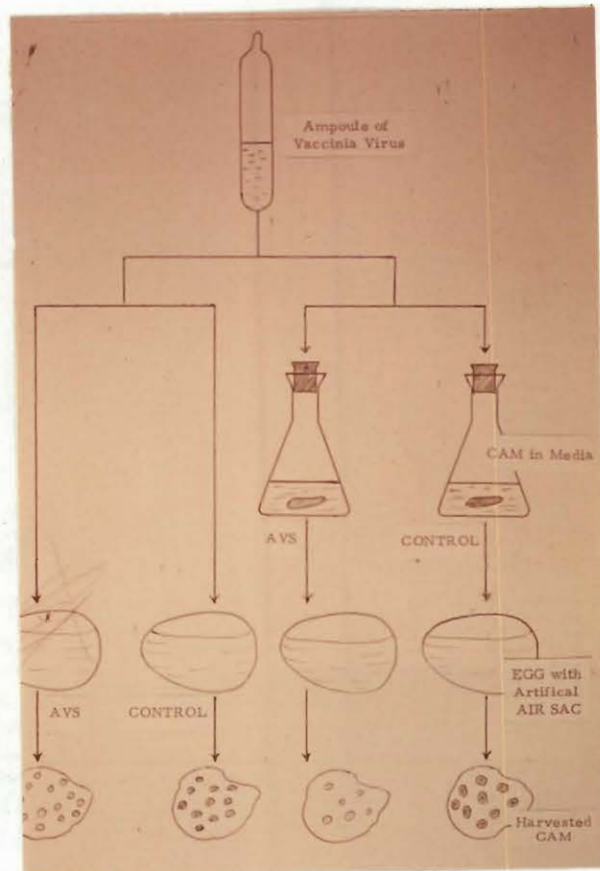 Ampoule of
Vaccinia Virus
CAM in Media
AVS
CONTROL
EGG with
Artifical
AIR SAC
AVS
CONTROL
Harvested
CAM